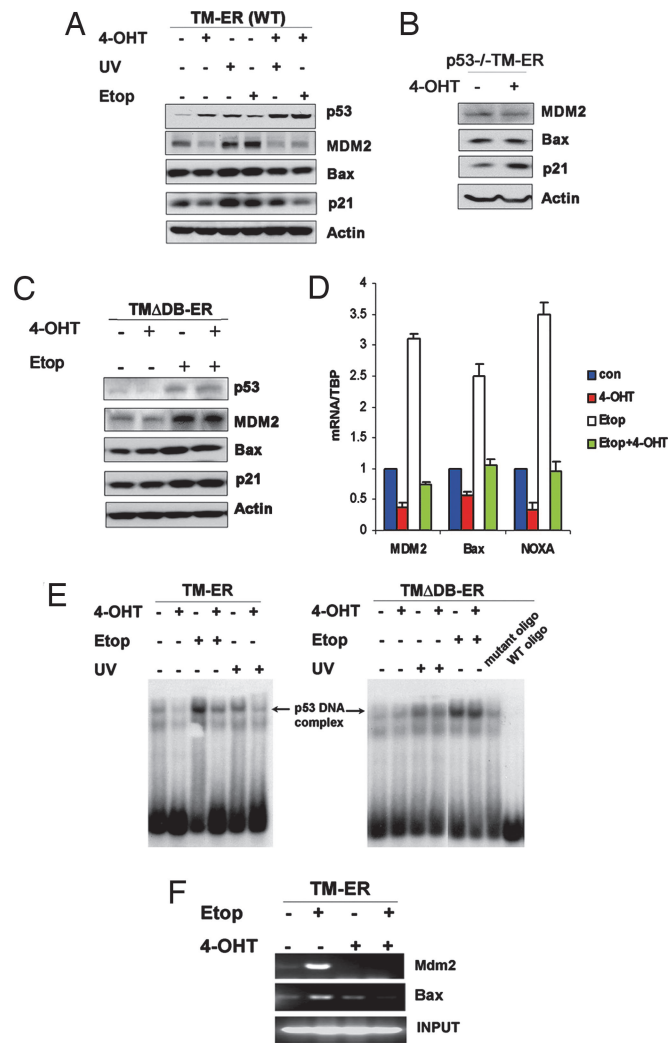 A
TM-ER (WT)
4-OHT - + - - + +
UV - - + - + -
Etop - - - + - +
p53
MDM2
Bax
p21
Actin
B
p53-/-TM-ER
4-OHT - +
MDM2
Bax
p21
Actin
C
TMΔDB-ER
4-OHT - + - +
Etop - - + +
p53
MDM2
Bax
p21
Actin
D
4
3.5
3
2.5
2
1.5
1
0.5
0
mRNA/TBP
MDM2 Bax NOXA
con
4-OHT
Etop
Etop+4-OHT
E
TM-ER
4-OHT - + - + - +
Etop - - + + - -
UV - - - - + +
p53 DNA
complex
TMΔDB-ER
4-OHT - + - + - +
Etop - - - - + +
UV - - + + - -
mutant oligo
WT oligo
F
TM-ER
Etop - + - +
4-OHT - - + +
Mdm2
Bax
INPUT